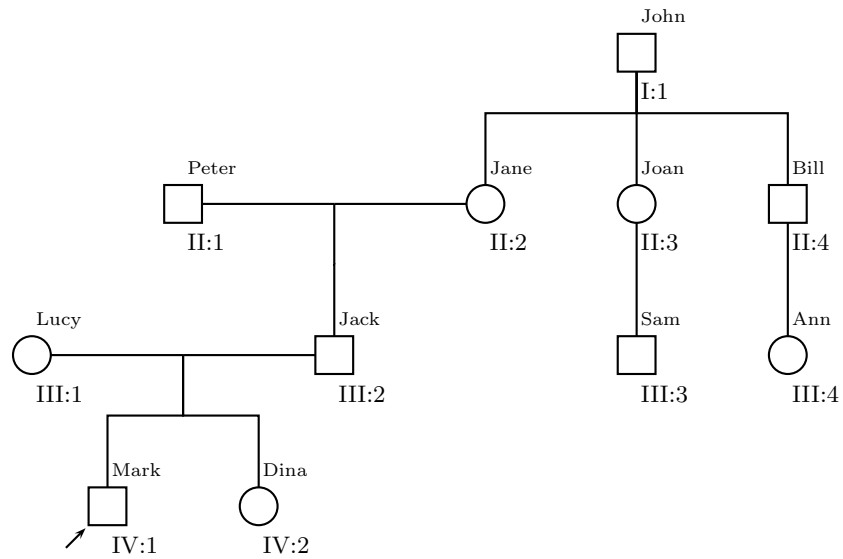 John
I:1
Peter
Jane
Joan
Bill
II:1
II:2
II:3
II:4
Lucy
Jack
Sam
Ann
III:1
III:2
III:3
III:4
Mark
Dina
IV:1
IV:2